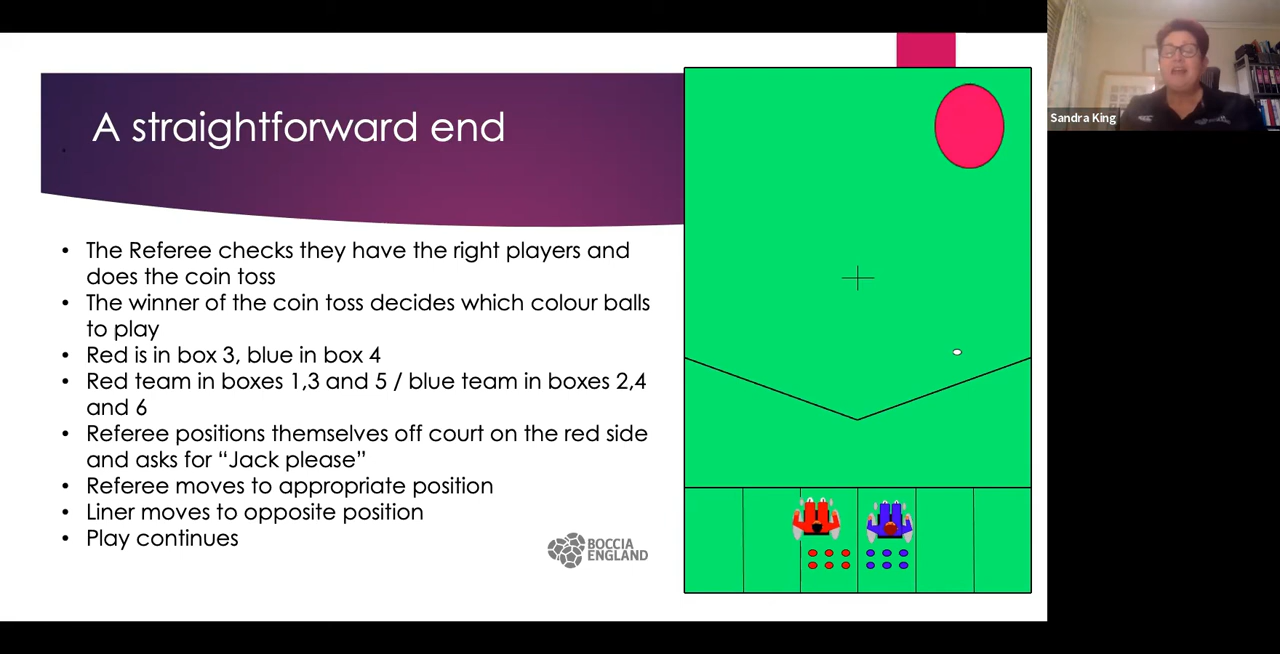 A straightforward end
• The Referee checks they have the right players and
does the coin toss
• The winner of the coin toss decides which colour balls
to play
• Red is in box 3, blue in box 4
• Red team in boxes 1,3 and 5 / blue team in boxes 2,4
and 6
• Referee positions themselves off court on the red side
and asks for “Jack please”
• Referee moves to appropriate position
• Liner moves to opposite position
• Play continues
BOCCIA
ENGLAND
Sandra King